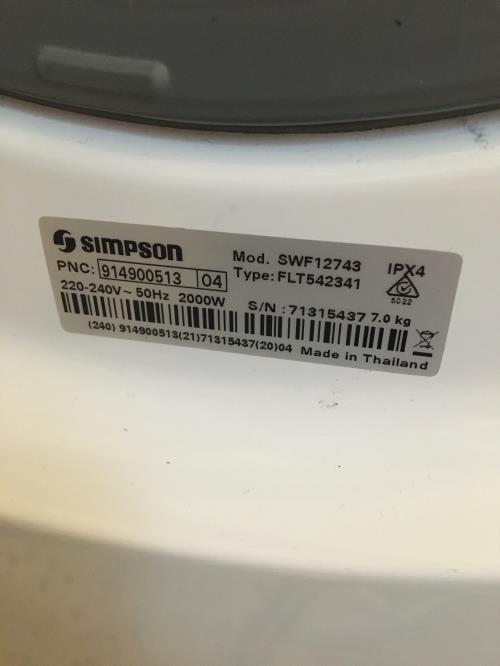 SIMPSON
Mod. SWF12743
IPX4
PNC: 914900513 04
Type: FLT542341
220-240V~ 50Hz 2000W
S/N : 71315437 7.0 kg
(240) 914900513(21)71315437(20)04 Made in Thailand